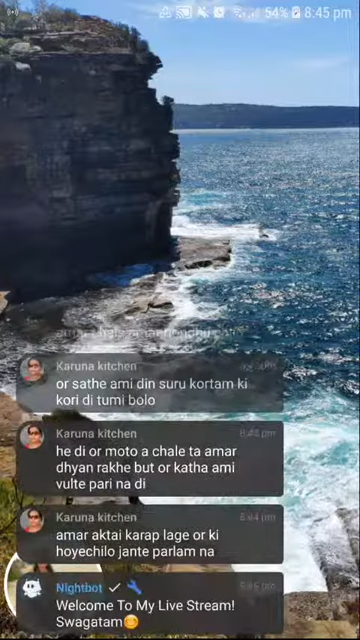 54% 8:45 pm
Karuna kitchen
or sathe ami din suru kortam ki
kori di tumi bolo
Karuna kitchen
he di or moto a chale ta amar
dhyan rakhe but or katha ami
vulte pari na di
Karuna kitchen 8:44 pm
amar aktai karap lage or ki
hoyechilo jante parlam na
Nightbot
Welcome To My Live Stream!
Swagatam😊